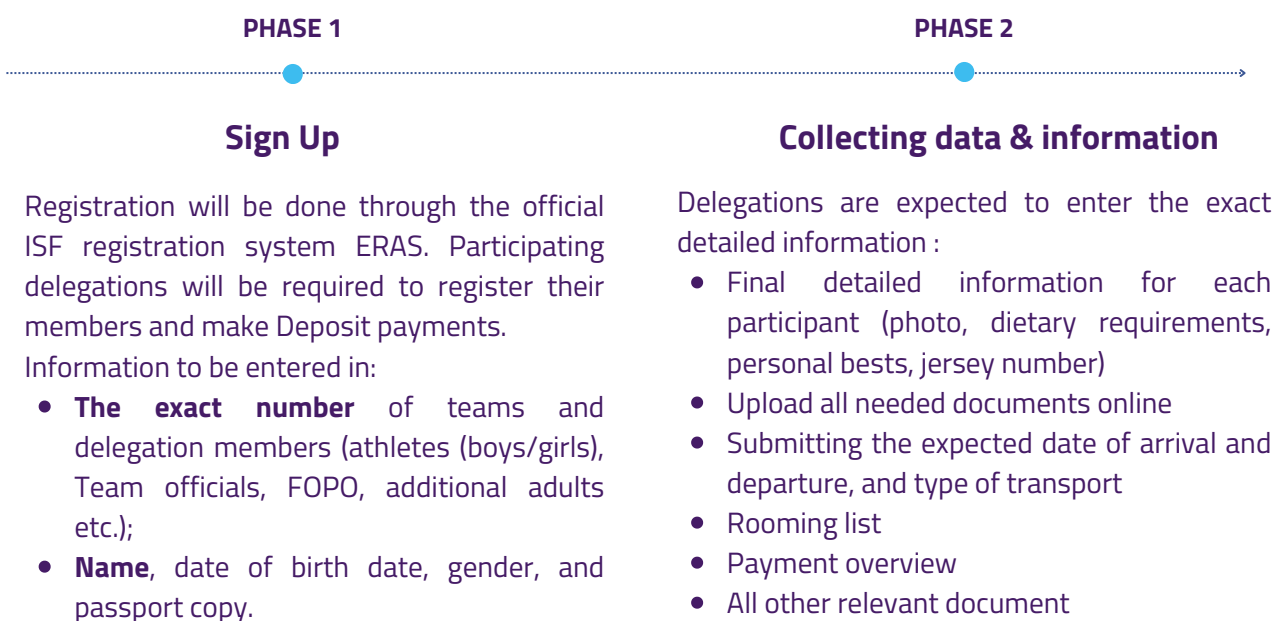 PHASE 1
Sign Up
Registration will be done through the official
ISF registration system ERAS. Participating
delegations will be required to register their
members and make Deposit payments.
Information to be entered in:
• The exact number of teams and
delegation members (athletes (boys/girls),
Team officials, FOPO, additional adults
etc.);
• Name, date of birth date, gender, and
passport copy.
PHASE 2
Collecting data & information
Delegations are expected to enter the exact
detailed information :
• Final detailed information for each
participant (photo, dietary requirements,
personal bests, jersey number)
• Upload all needed documents online
• Submitting the expected date of arrival and
departure, and type of transport
• Rooming list
• Payment overview
• All other relevant document